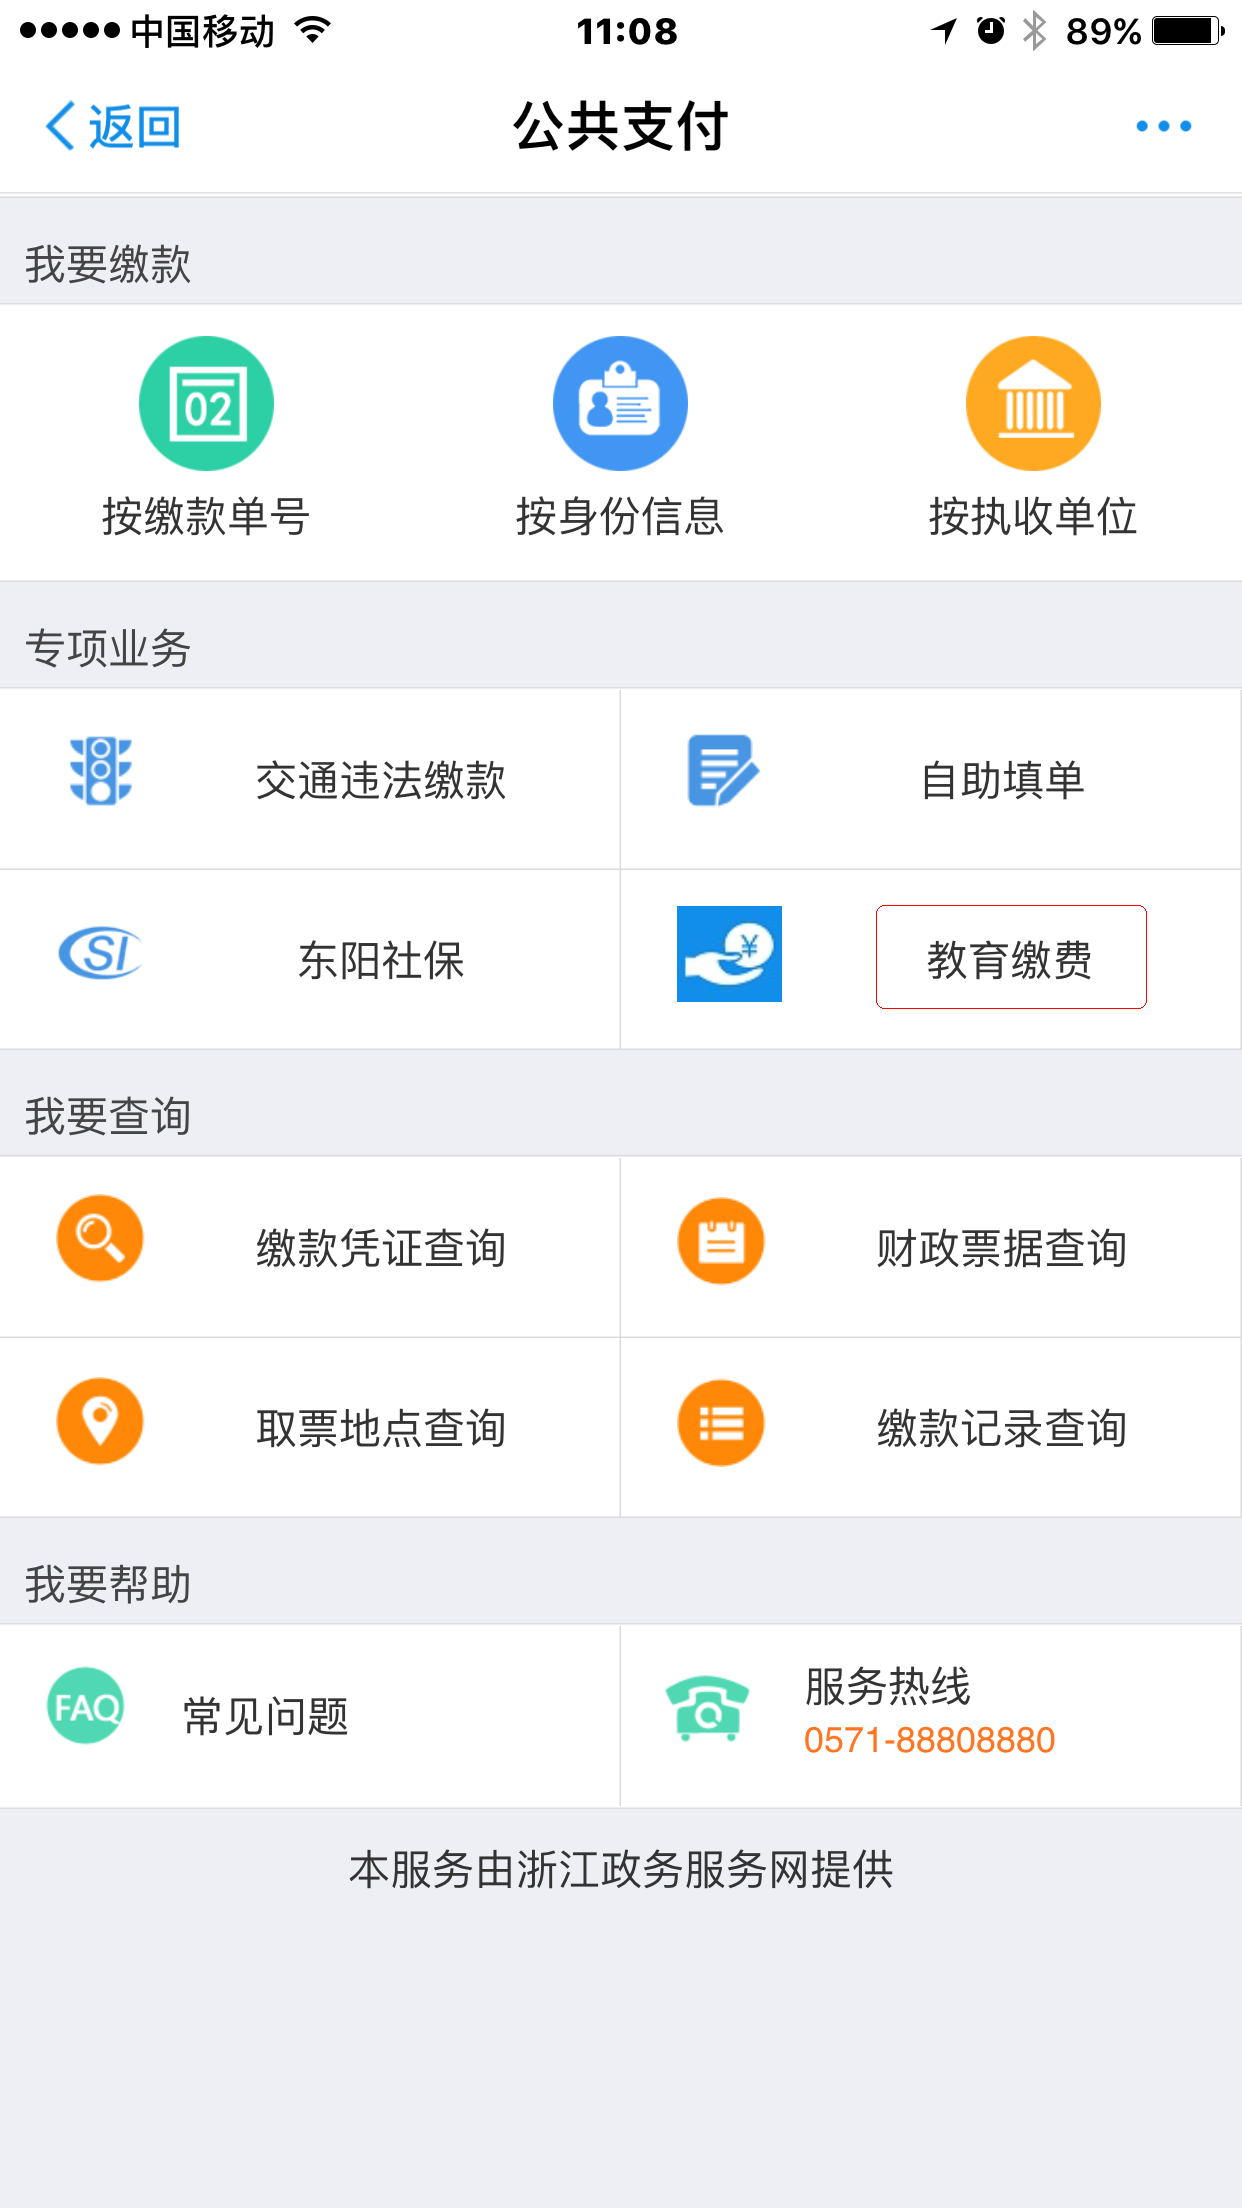 中国移动 11:08 89%
返回 公共支付
我要缴款
02
按缴款单号 按身份信息 按执收单位
专项业务
交通违法缴款 自助填单
SI 东阳社保 ¥ 教育缴费
我要查询
缴款凭证查询 财政票据查询
取票地点查询 缴款记录查询
我要帮助
FAQ 常见问题 服务热线
0571-88808880
本服务由浙江政务服务网提供